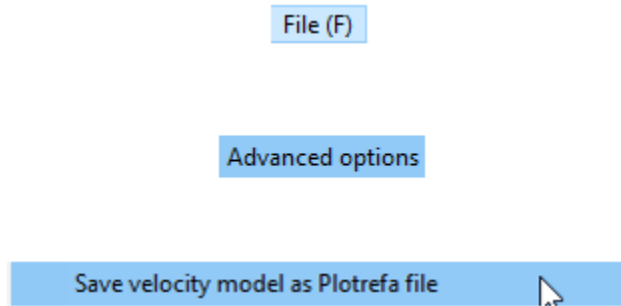 File (F)
Advanced options
Save velocity model as Plotrefa file